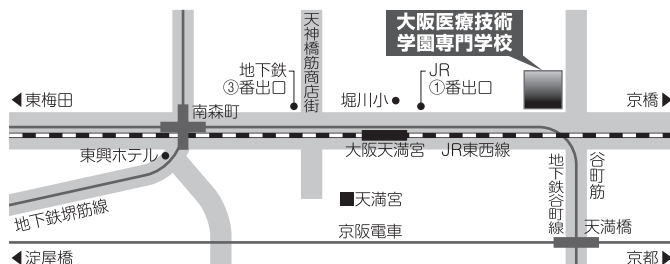 大阪医療技術
学園専門学校
天神橋筋商店街
地下鉄
③番出口
JR
①番出口
堀川小
◀東梅田
京橋▶
南森町
東興ホテル
大阪天満宮
JR東西線
地下鉄谷町線
谷町筋
天満宮
地下鉄堺筋線
京阪電車
天満橋
◀淀屋橋
京都▶